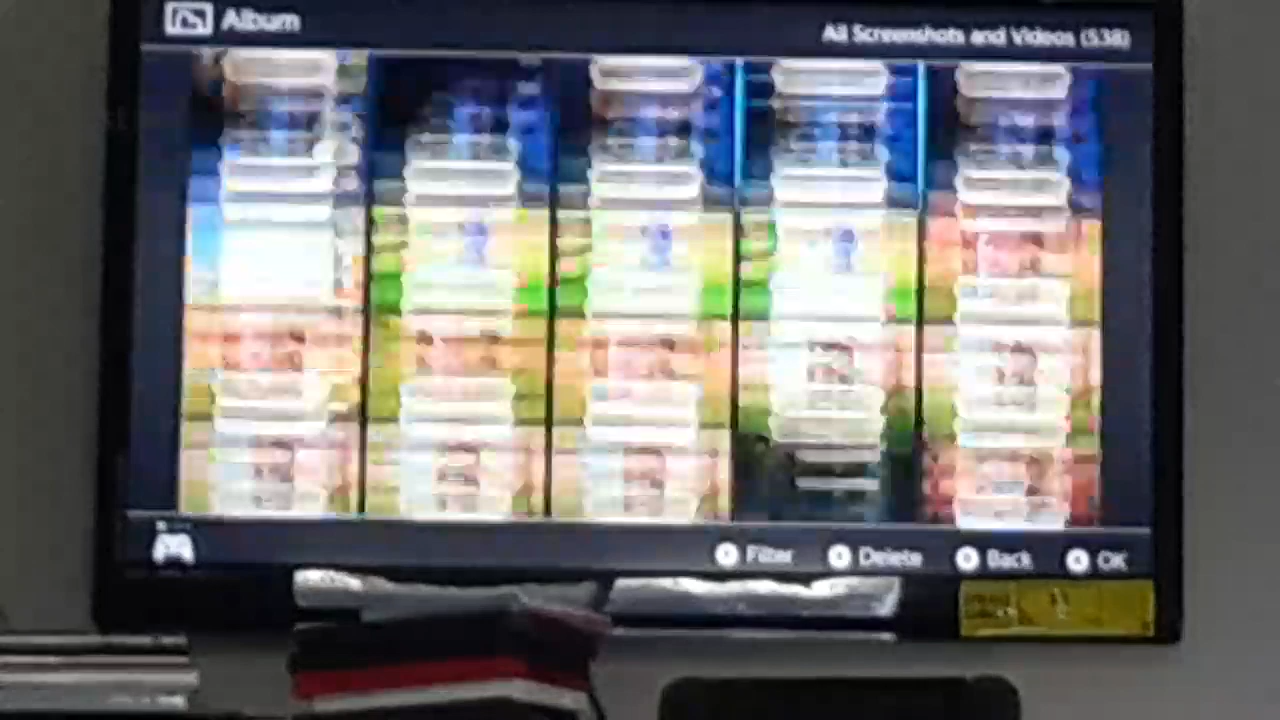 Album
All Screenshots and Videos (538)
Filter
Delete
Back
OK